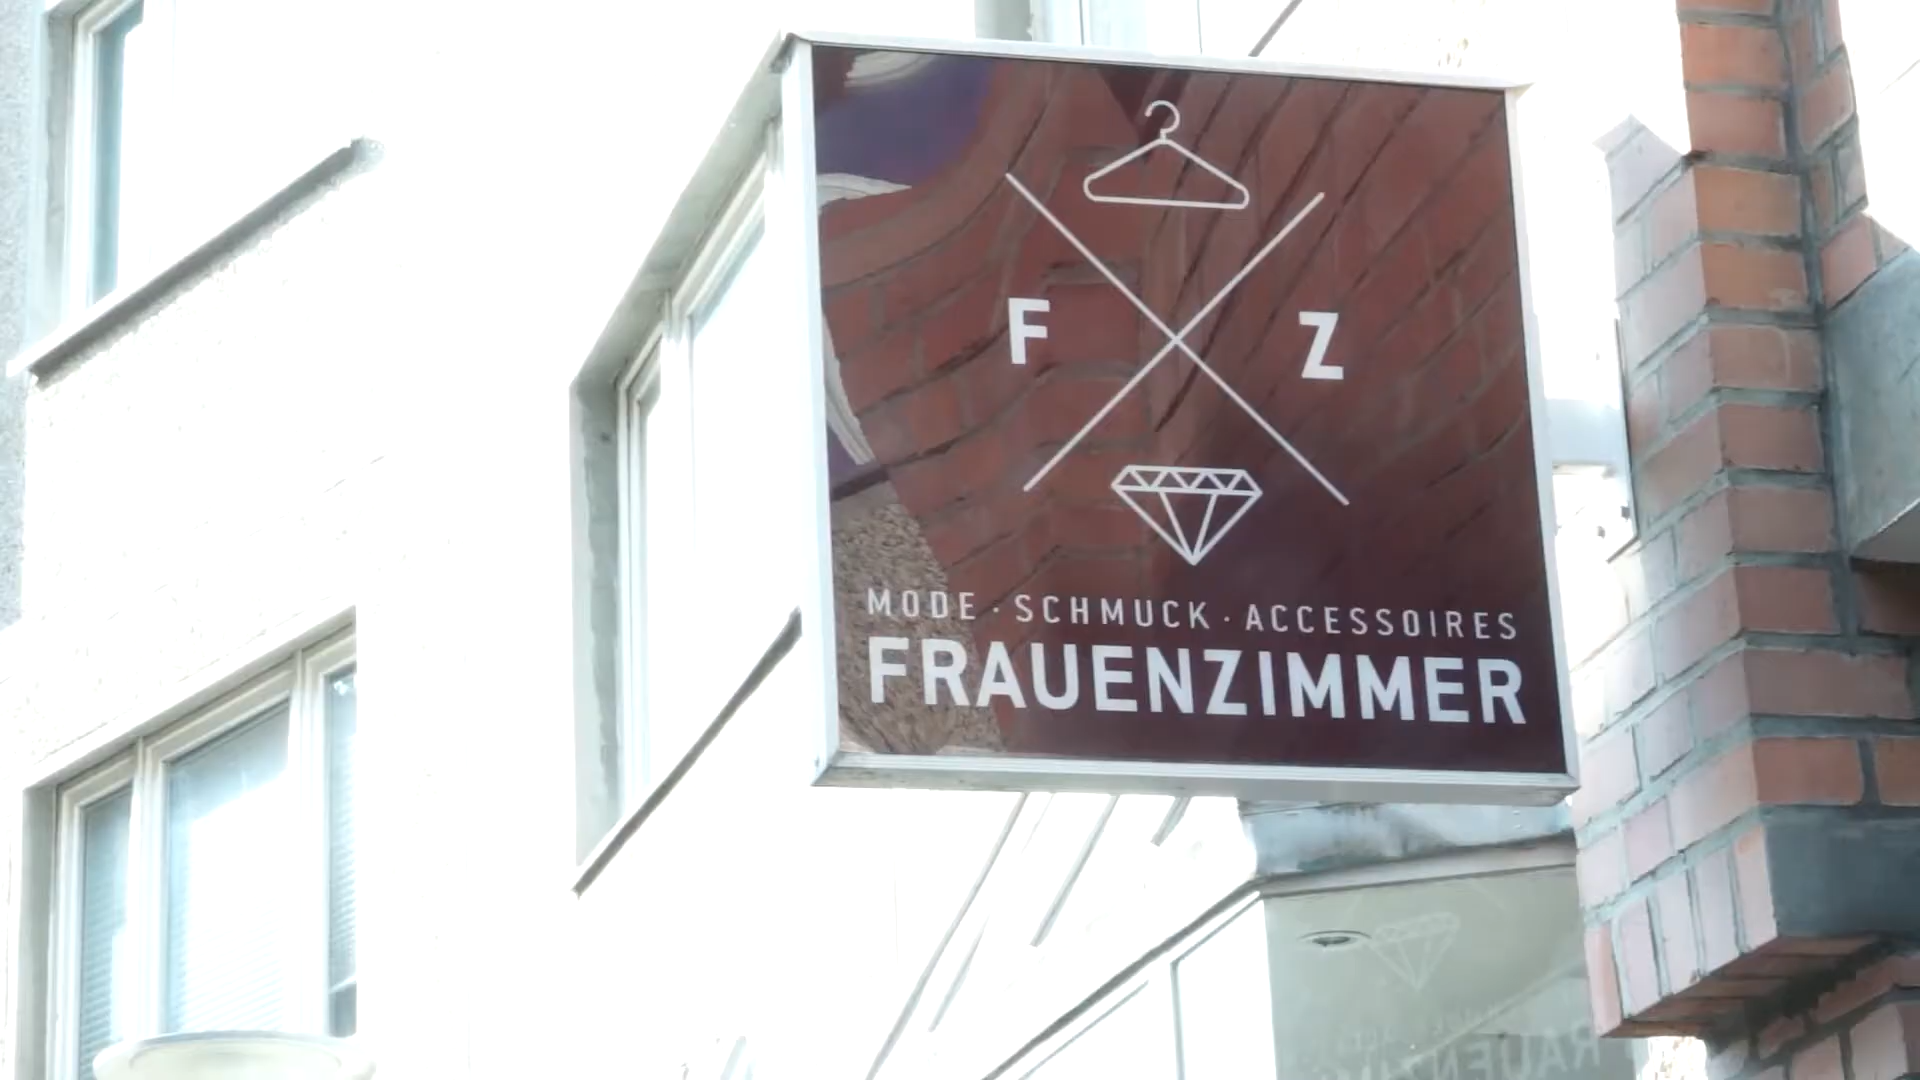 F Z
MODE · SCHMUCK · ACCESSOIRES
FRAUENZIMMER